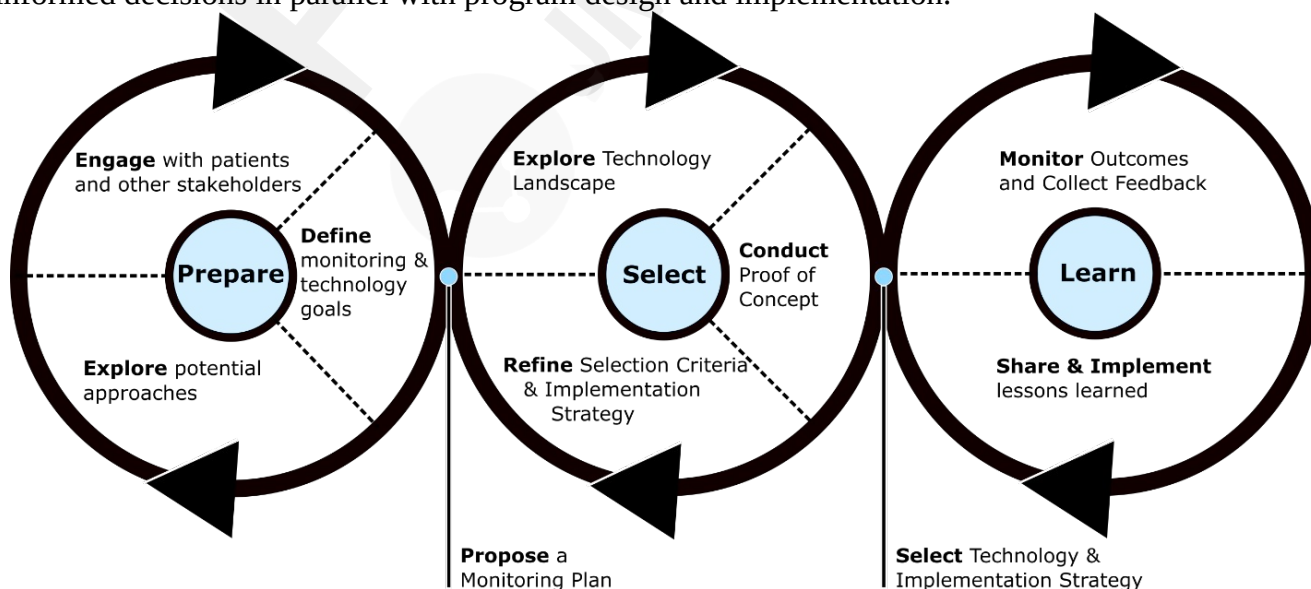 informed decisions in parallel with program design and implementation.
Engage with patients
and other stakeholders
Define
monitoring &
technology
goals
Prepare
Explore potential
approaches
Propose a
Monitoring Plan
Explore Technology
Landscape
Conduct
Proof of
Concept
Select
Refine Selection Criteria
& Implementation
Strategy
Select Technology &
Implementation Strategy
Monitor Outcomes
and Collect Feedback
Learn
Share & Implement
lessons learned